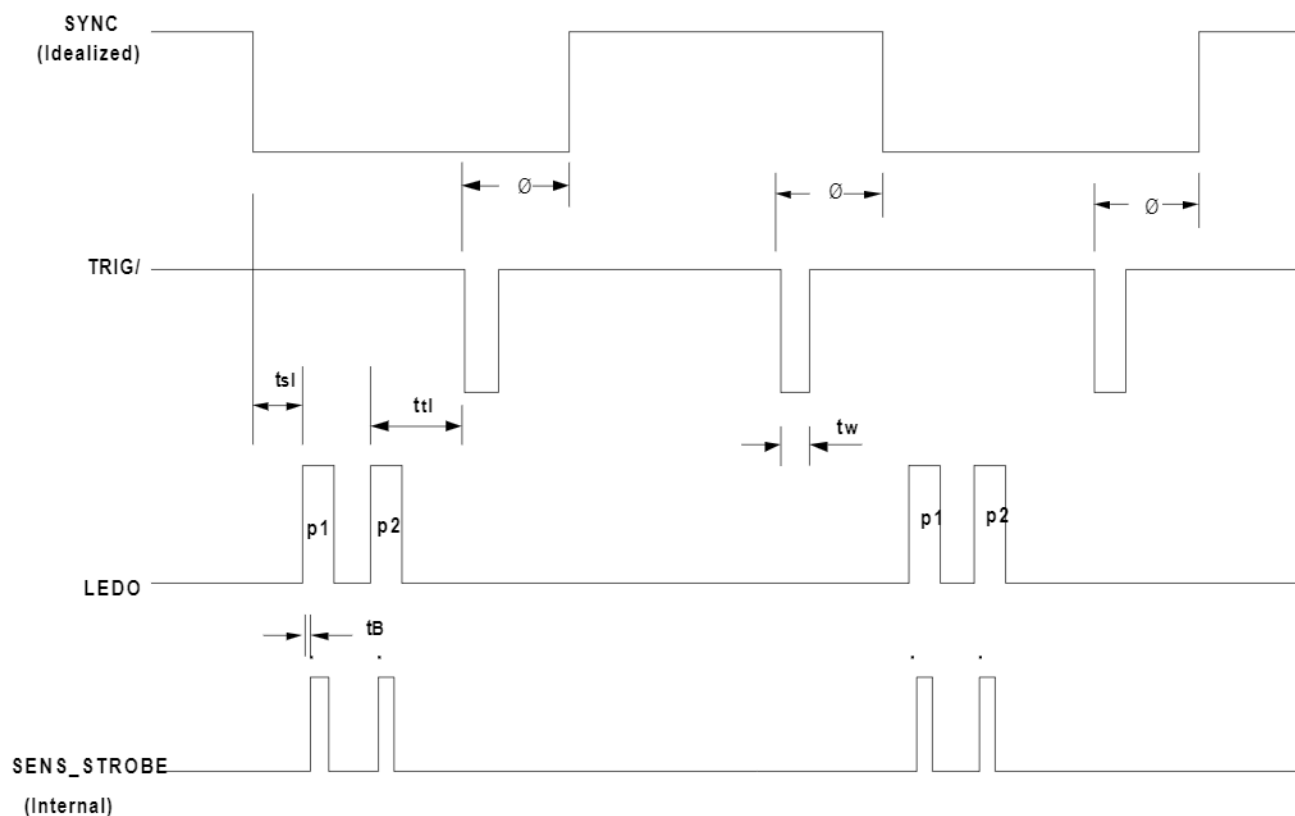 SYNC
(Idealized)
Ø
Ø
Ø
TRIG/
tsl
ttl
tw
p1
p2
p1
p2
LEDO
tB
SENS_STROBE
(Internal)